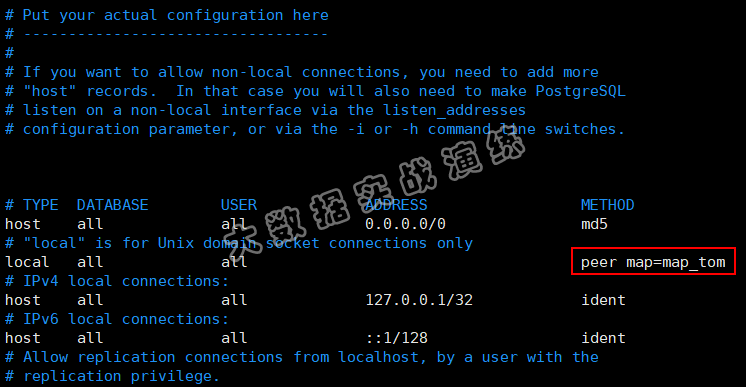 # Put your actual configuration here
# ----------------------------------
#
# If you want to allow non-local connections, you need to add more
# "host" records.  In that case you will also need to make PostgreSQL
# listen on a non-local interface via the listen_addresses
# configuration parameter, or via the -i or -h command line switches.
大数据实战演练
# TYPE  DATABASE        USER            ADDRESS                 METHOD
host    all             all             0.0.0.0/0               md5
# "local" is for Unix domain socket connections only
local   all             all                                     peer map=map_tom
# IPv4 local connections:
host    all             all             127.0.0.1/32            ident
# IPv6 local connections:
host    all             all             ::1/128                 ident
# Allow replication connections from localhost, by a user with the
# replication privilege.